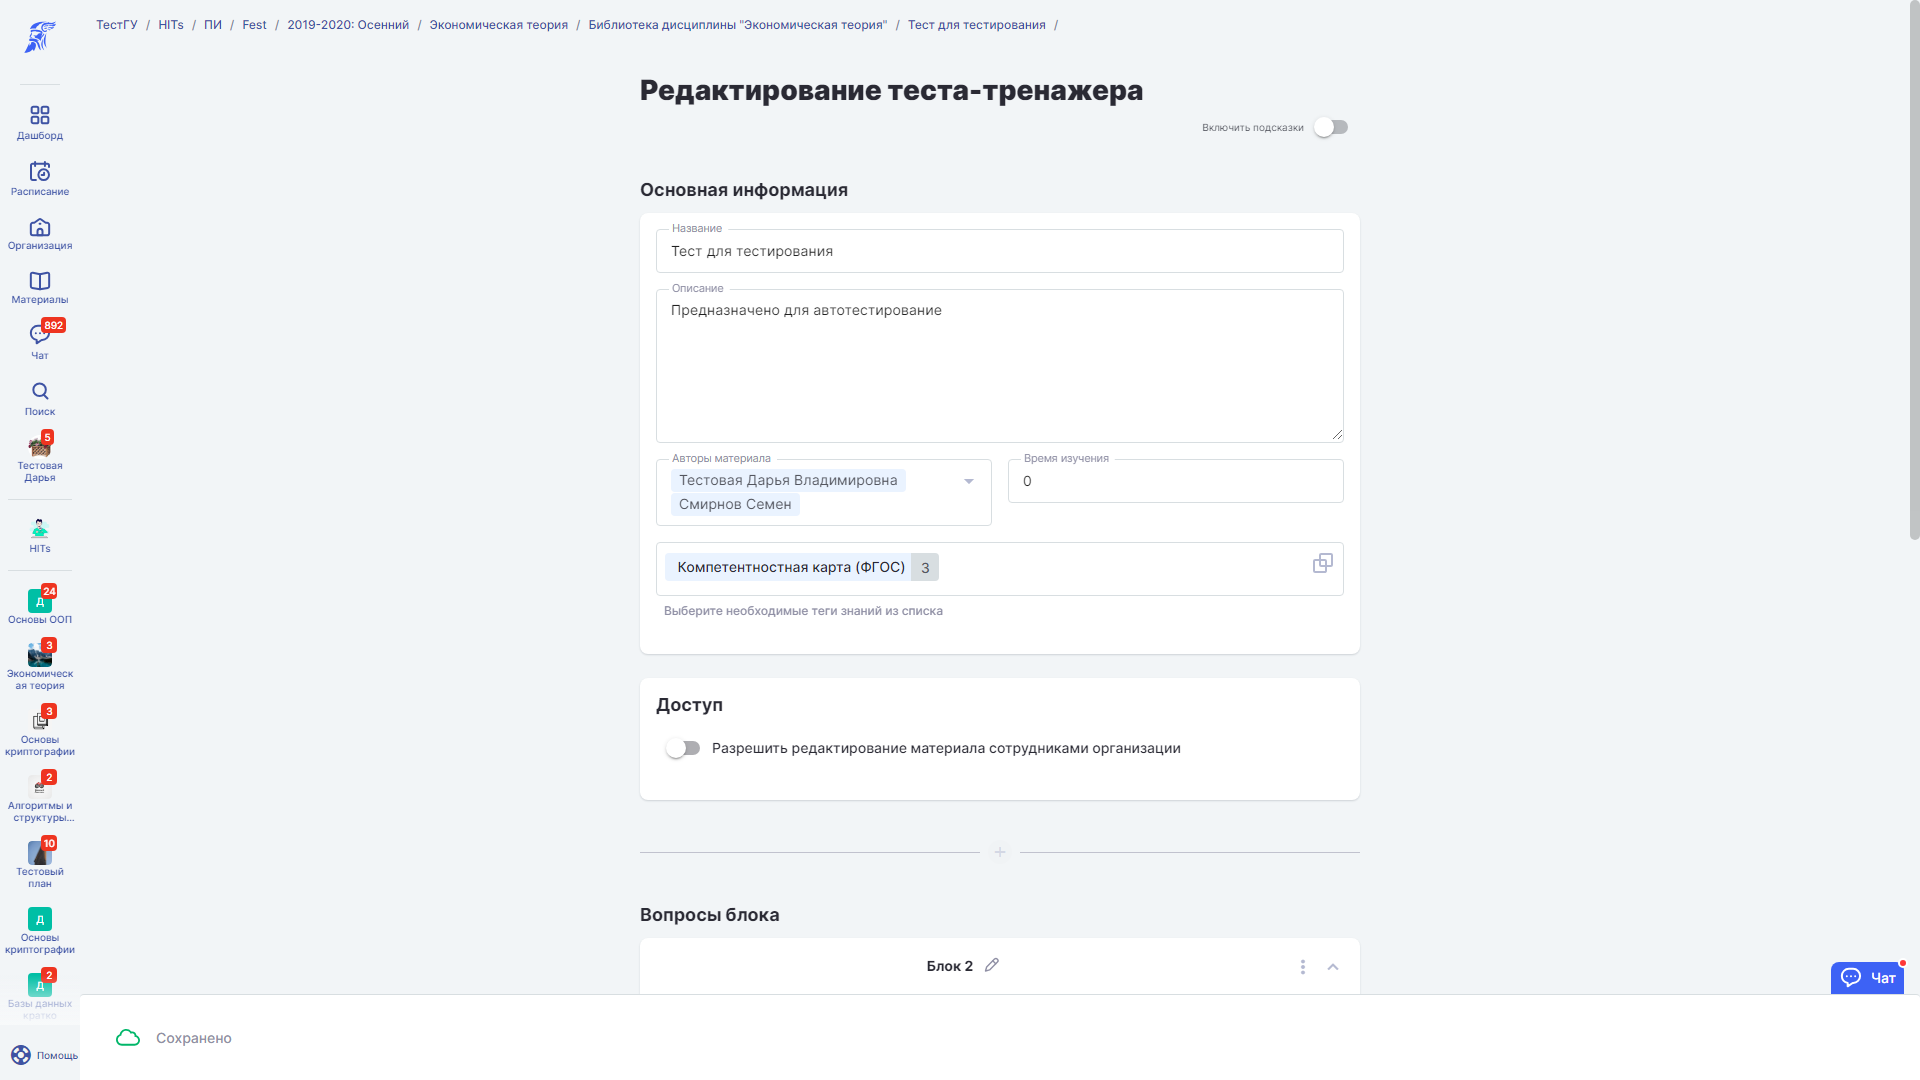 ТестГУ / HITs / ПИ / Fest / 2019-2020: Осенний / Экономическая теория / Библиотека дисциплины "Экономическая теория" / Тест для тестирования /
Дашборд
Расписание
Организация
Материалы
892
Чат
Поиск
5
Тестовая
Дарья
HITs
24
Д
Основы ООП
3
Экономическ
ая теория
3
Основы
криптографии
2
Алгоритмы и
структуры...
10
Тестовый
план
Д
Основы
криптографии
2
Д
Базы данных
кратко
Помощь
Редактирование теста-тренажера
Включить подсказки
Основная информация
Название
Тест для тестирования
Описание
Предназначено для автотестирование
Авторы материала
Тестовая Дарья Владимировна
Смирнов Семен
Время изучения
0
Компетентностная карта (ФГОС) 3
Выберите необходимые теги знаний из списка
Доступ
Разрешить редактирование материала сотрудниками организации
Вопросы блока
Блок 2
Чат
Сохранено